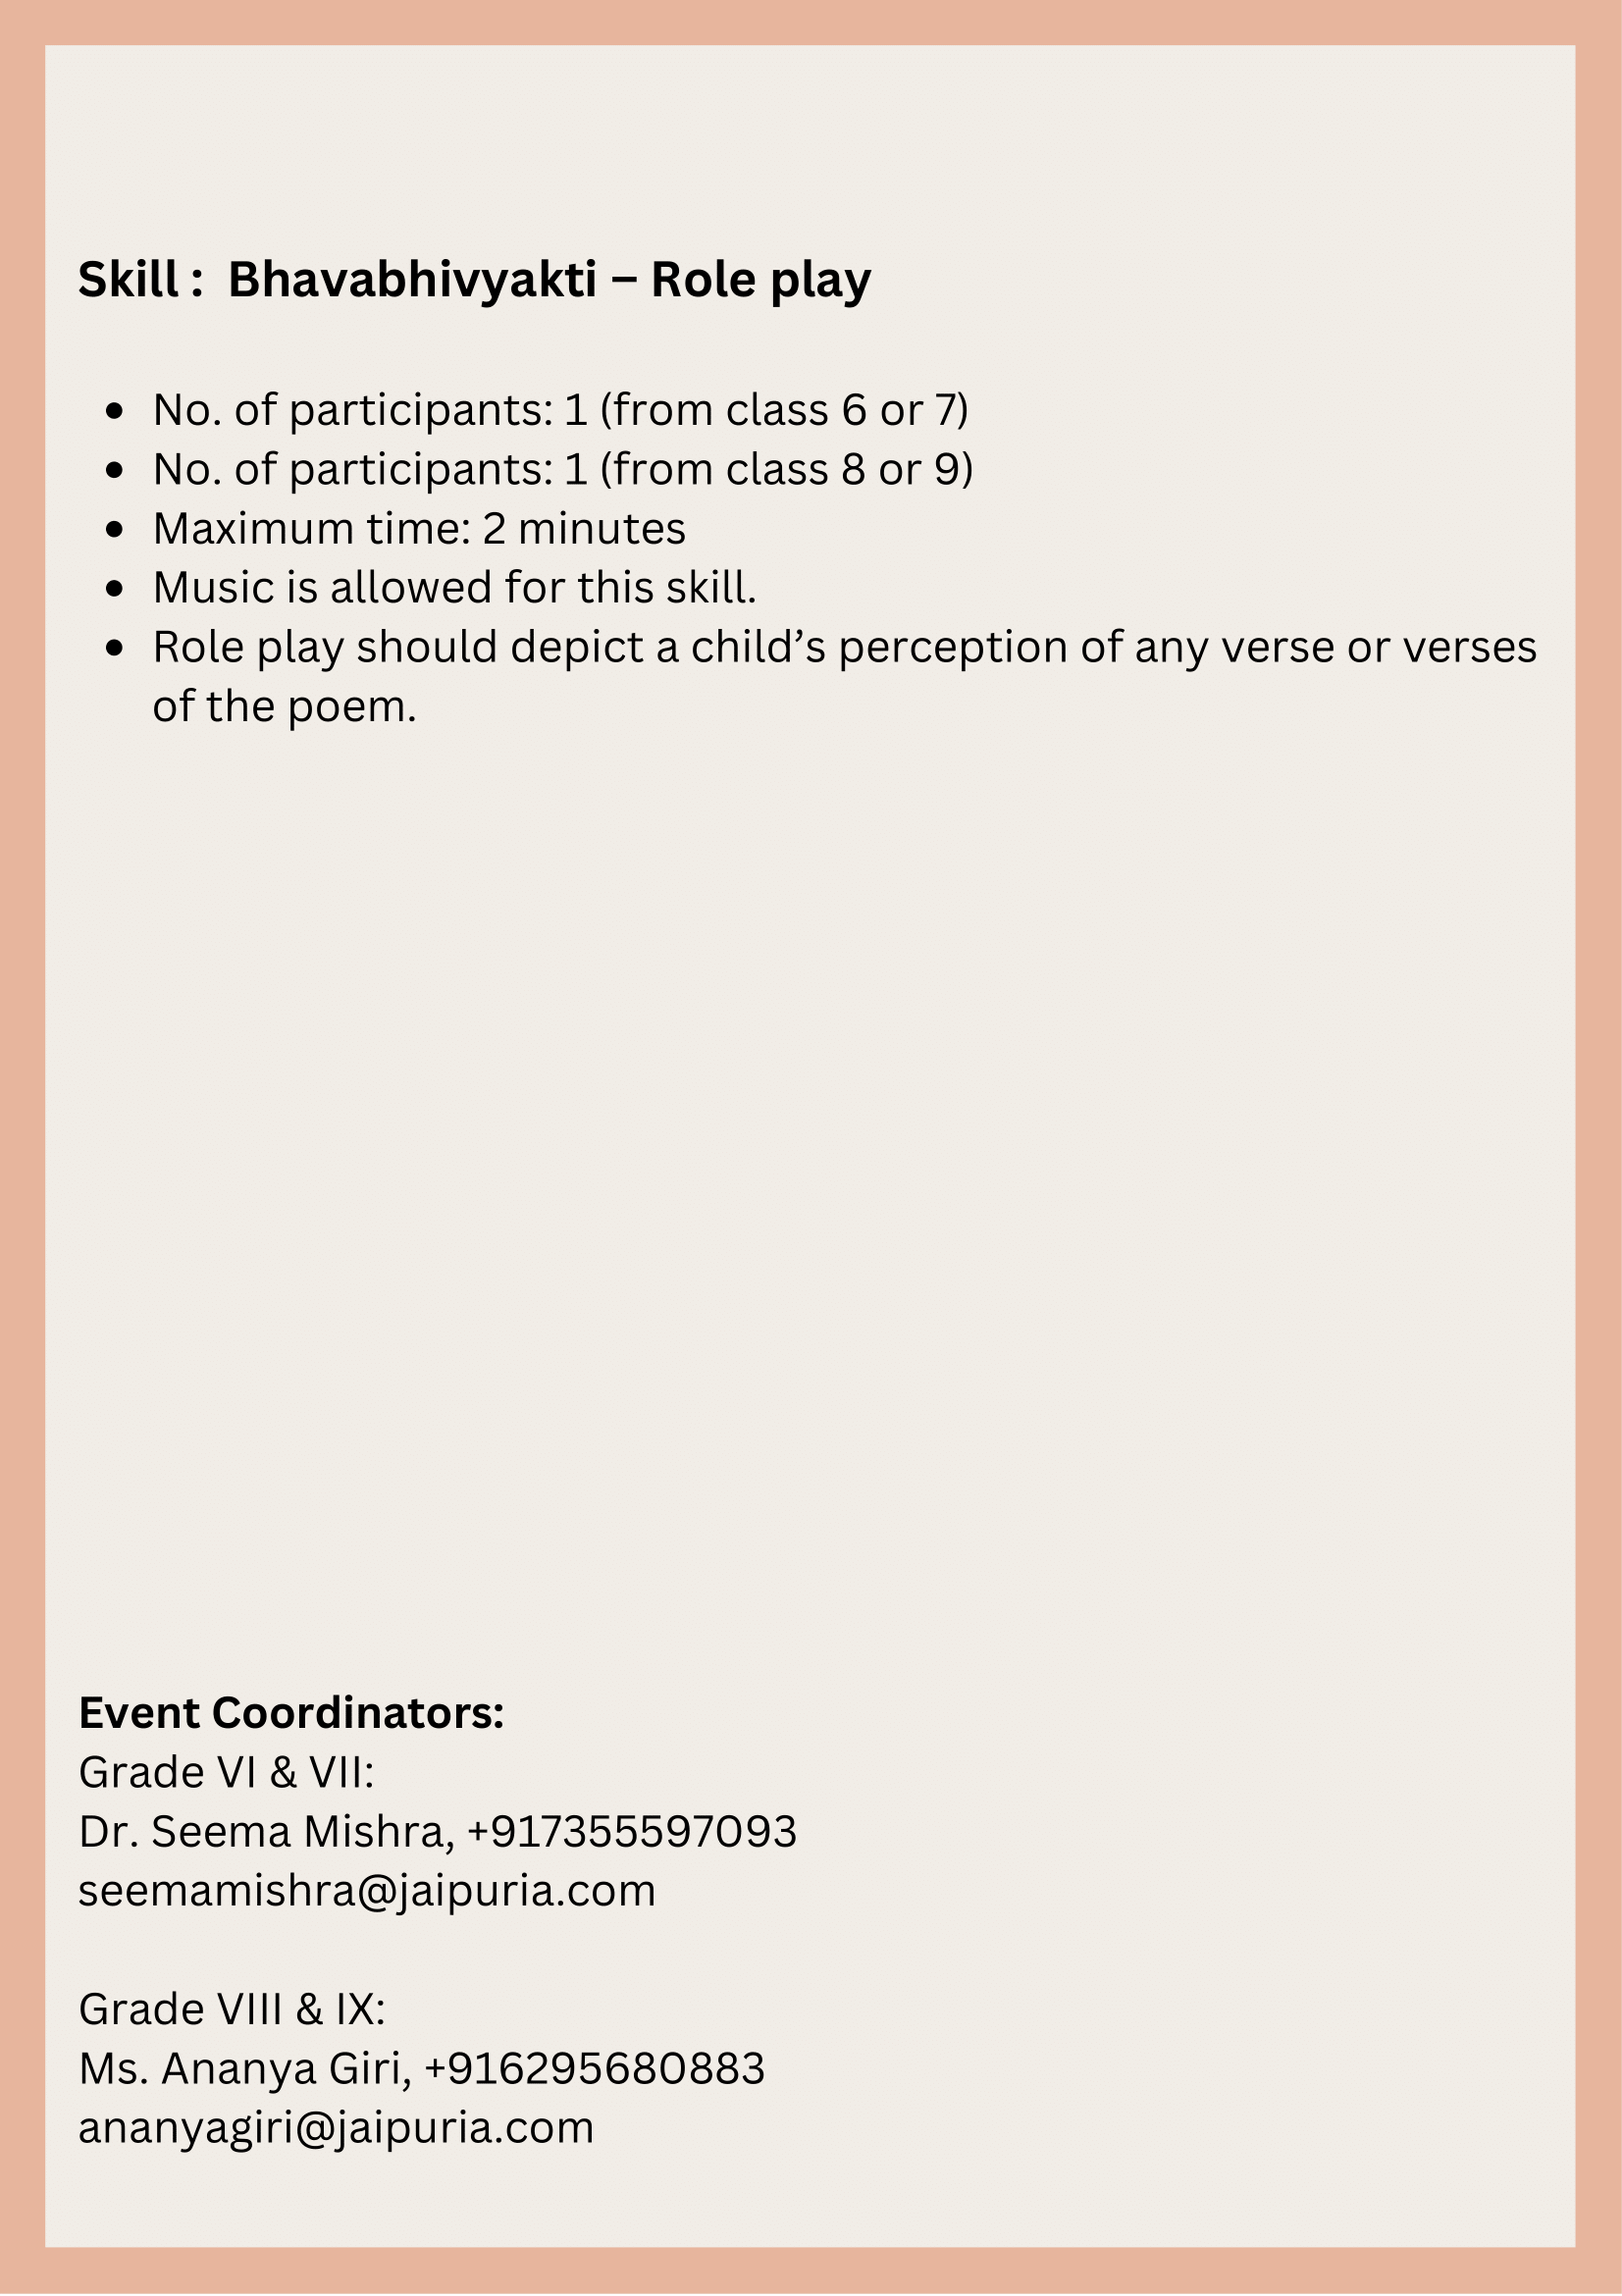 Skill :  Bhavabhivyakti – Role play
• No. of participants: 1 (from class 6 or 7)
• No. of participants: 1 (from class 8 or 9)
• Maximum time: 2 minutes
• Music is allowed for this skill.
• Role play should depict a child’s perception of any verse or verses
of the poem.
Event Coordinators:
Grade VI & VII:
Dr. Seema Mishra, +917355597093
seemamishra@jaipuria.com
Grade VIII & IX:
Ms. Ananya Giri, +916295680883
ananyagiri@jaipuria.com